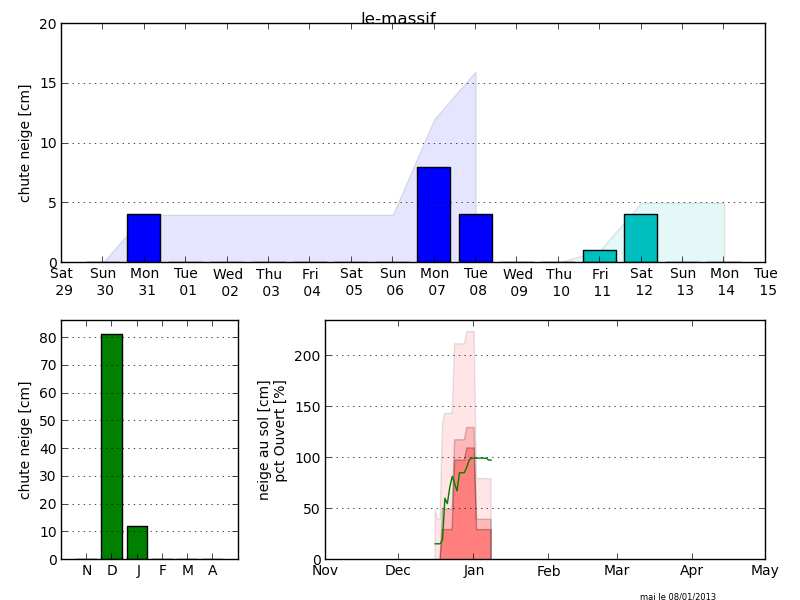 le-massif
chute neige [cm]
20
15
10
5
0
Sat Sun Mon Tue Wed Thu Fri Sat Sun Mon Tue Wed Thu Fri Sat Sun Mon Tue
29 30 31 01 02 03 04 05 06 07 08 09 10 11 12 13 14 15
chute neige [cm]
80
70
60
50
40
30
20
10
0
N D J F M A
neige au sol [cm]
pct Ouvert [%]
200
150
100
50
0
Nov Dec Jan Feb Mar Apr May
maj le 08/01/2013